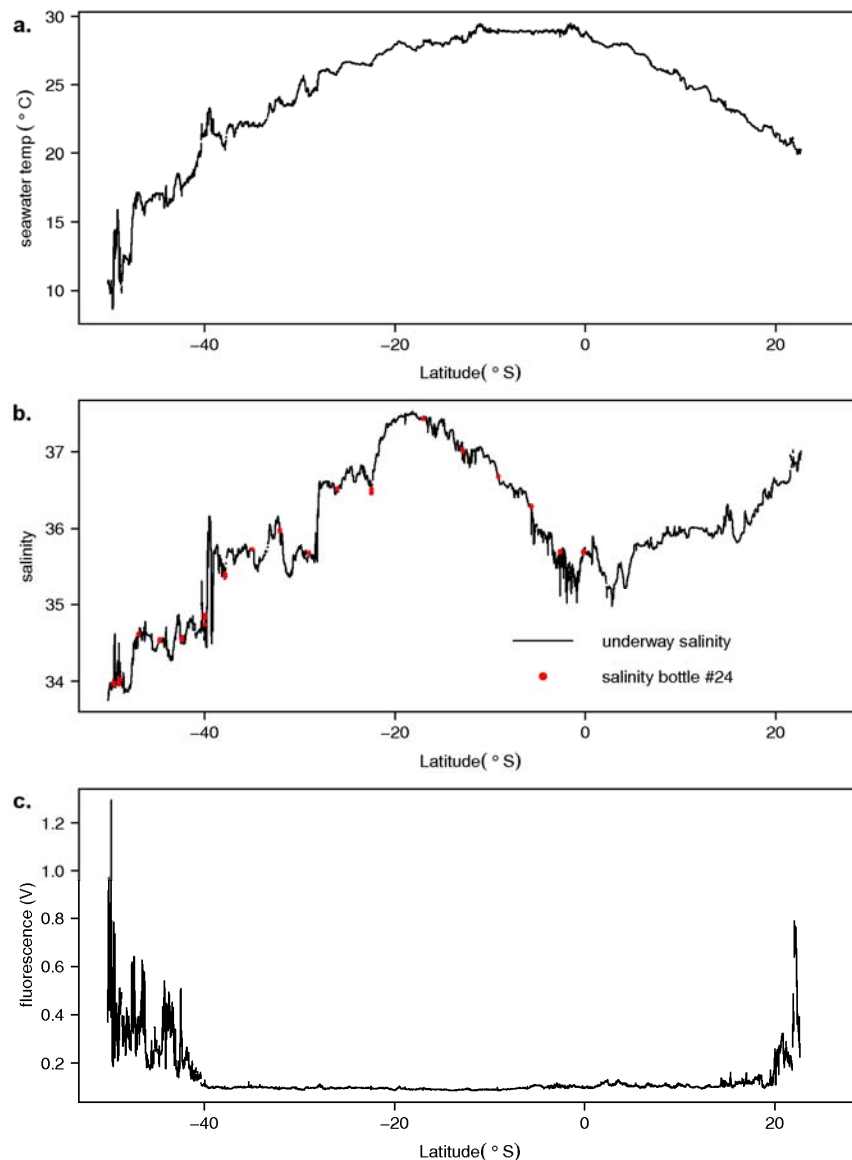 a.
30
25
20
15
10
seawater temp ( ° C)
−40 −20 0 20
Latitude( ° S)
b.
37
36
35
34
salinity
underway salinity
salinity bottle #24
−40 −20 0 20
Latitude( ° S)
c.
1.2
1.0
0.8
0.6
0.4
0.2
fluorescence (V)
−40 −20 0 20
Latitude( ° S)